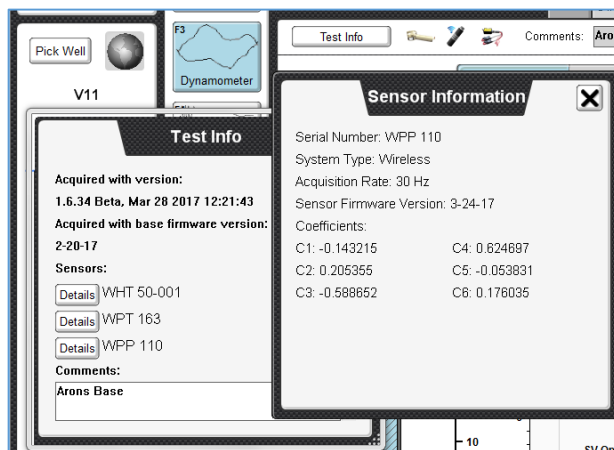 Pick Well
V11
F3
Dynamometer
Test Info
Comments:
Test Info
Acquired with version:
1.6.34 Beta, Mar 28 2017 12:21:43
Acquired with base firmware version:
2-20-17
Sensors:
Details WHT 50-001
Details WPT 163
Details WPP 110
Comments:
Arons Base
Sensor Information
Serial Number: WPP 110
System Type: Wireless
Acquisition Rate: 30 Hz
Sensor Firmware Version: 3-24-17
Coefficients:
C1: -0.143215 C4: 0.624697
C2: 0.205355 C5: -0.053831
C3: -0.588652 C6: 0.176035
10